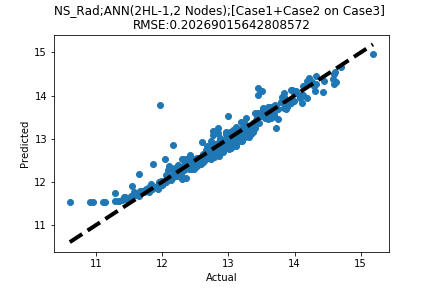 NS_Rad;ANN(2HL-1,2 Nodes);[Case1+Case2 on Case3]
RMSE:0.20269015642808572
15
14
13
12
11
Predicted
11
12
13
14
15
Actual